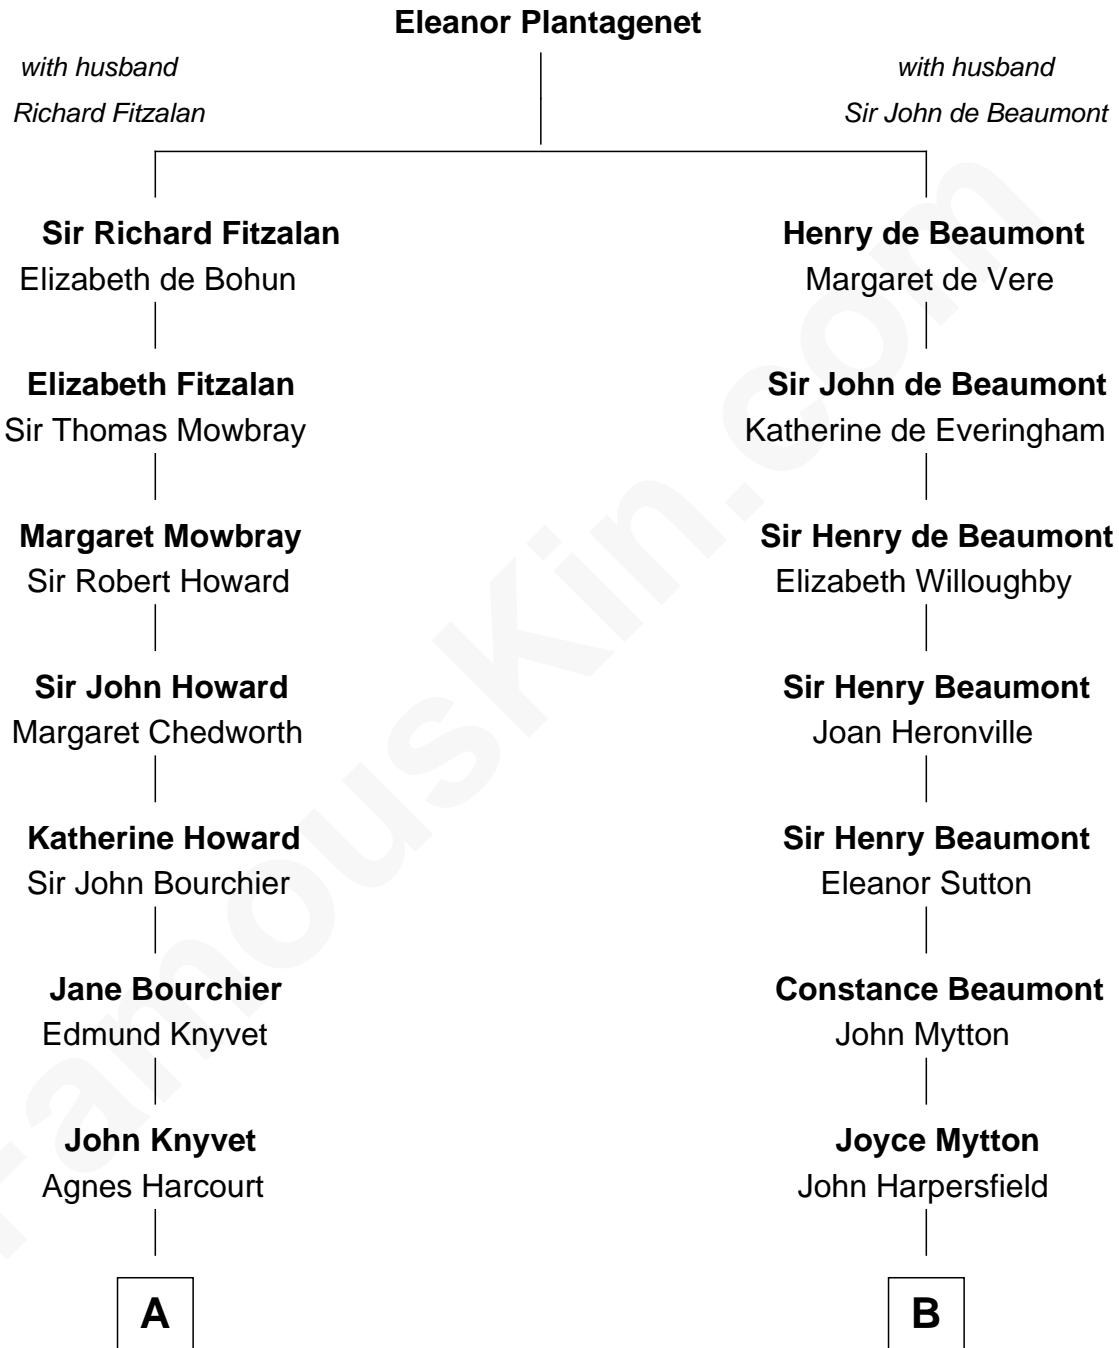 Eleanor Plantagenet
with husband
Richard Fitzalan
with husband
Sir John de Beaumont
Sir Richard Fitzalan
Elizabeth de Bohun
Henry de Beaumont
Margaret de Vere
Elizabeth Fitzalan
Sir Thomas Mowbray
Sir John de Beaumont
Katherine de Everingham
Margaret Mowbray
Sir Robert Howard
Sir Henry de Beaumont
Elizabeth Willoughby
Sir John Howard
Margaret Chedworth
Sir Henry Beaumont
Joan Heronville
Katherine Howard
Sir John Bourchier
Sir Henry Beaumont
Eleanor Sutton
Jane Bourchier
Edmund Knyvet
Constance Beaumont
John Mytton
John Knyvet
Agnes Harcourt
Joyce Mytton
John Harpersfield
A
B
FamousKin.com